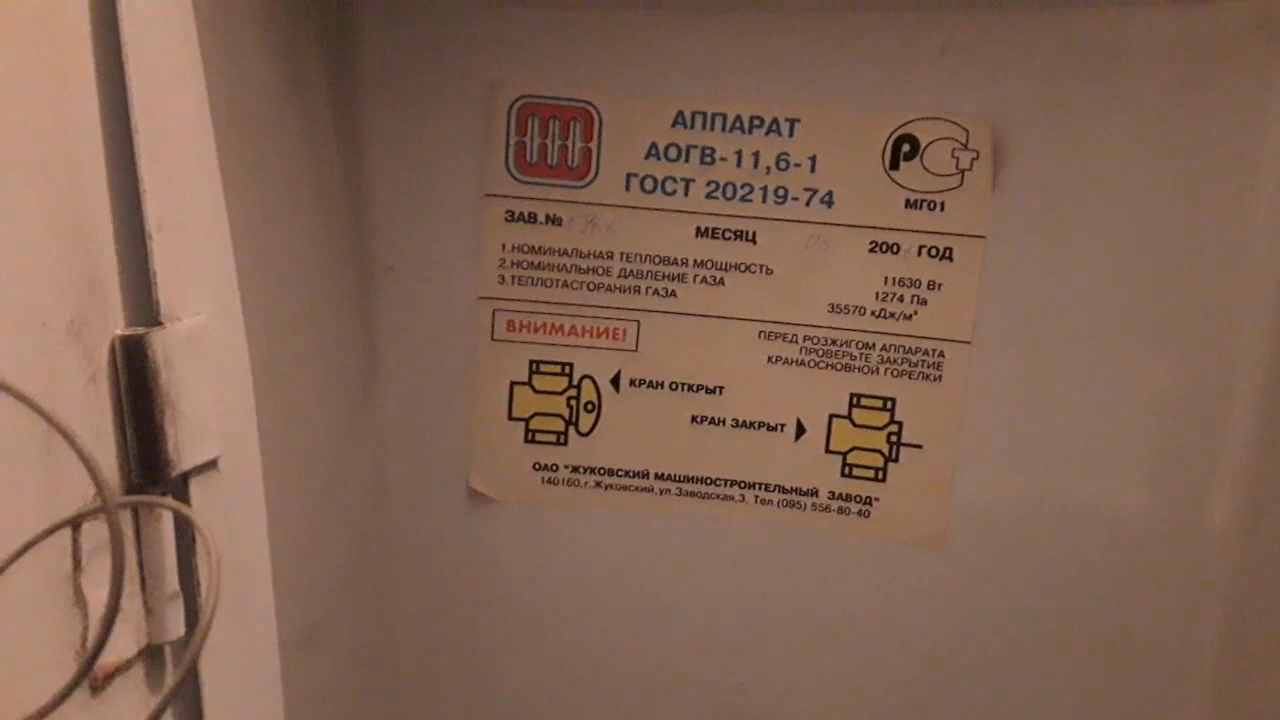 АППАРАТ
АОГВ-11,6-1
ГОСТ 20219-74
РСТ
МГ01
ЗАВ.№
МЕСЯЦ
200 ГОД
1.НОМИНАЛЬНАЯ ТЕПЛОВАЯ МОЩНОСТЬ 11630 Вт
2.НОМИНАЛЬНОЕ ДАВЛЕНИЕ ГАЗА 1274 Па
3.ТЕПЛОТАСГОРАНИЯ ГАЗА 35570 кДж/м³
ВНИМАНИЕ!
ПЕРЕД РОЗЖИГОМ АППАРАТА
ПРОВЕРЬТЕ ЗАКРЫТИЕ
КРАНАОСНОВНОЙ ГОРЕЛКИ
КРАН ОТКРЫТ
КРАН ЗАКРЫТ
ОАО "ЖУКОВСКИЙ МАШИНОСТРОИТЕЛЬНЫЙ ЗАВОД"
140160,г.Жуковский,ул.Заводская,3. Тел.(095) 556-80-40